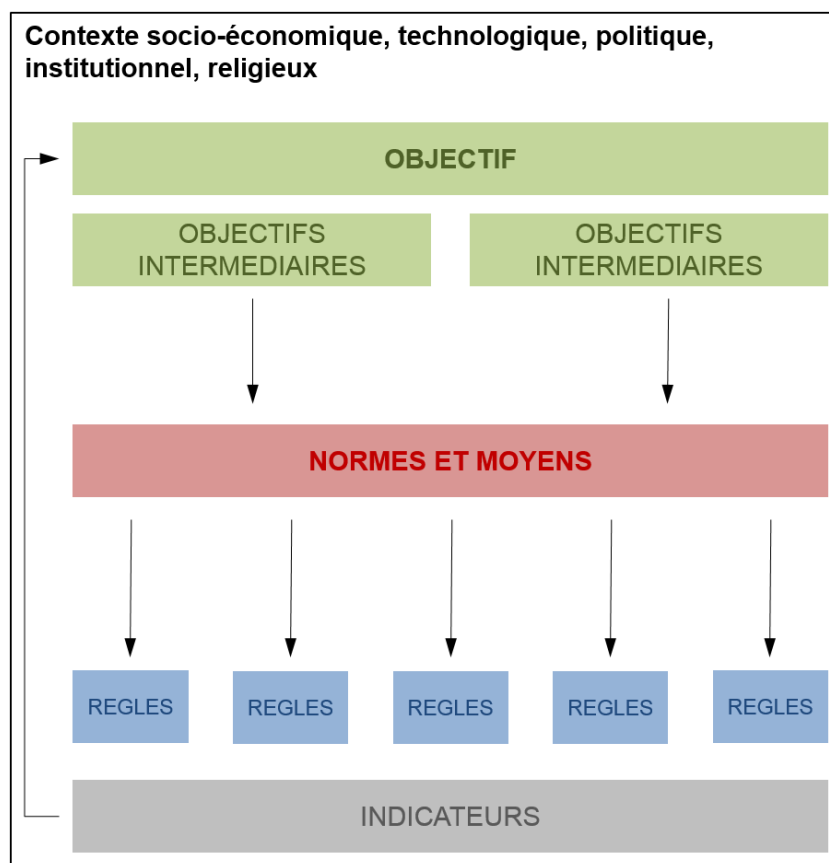 Contexte socio-économique, technologique, politique,
institutionnel, religieux
OBJECTIF
OBJECTIFS
INTERMEDIAIRES
OBJECTIFS
INTERMEDIAIRES
NORMES ET MOYENS
REGLES
REGLES
REGLES
REGLES
REGLES
INDICATEURS